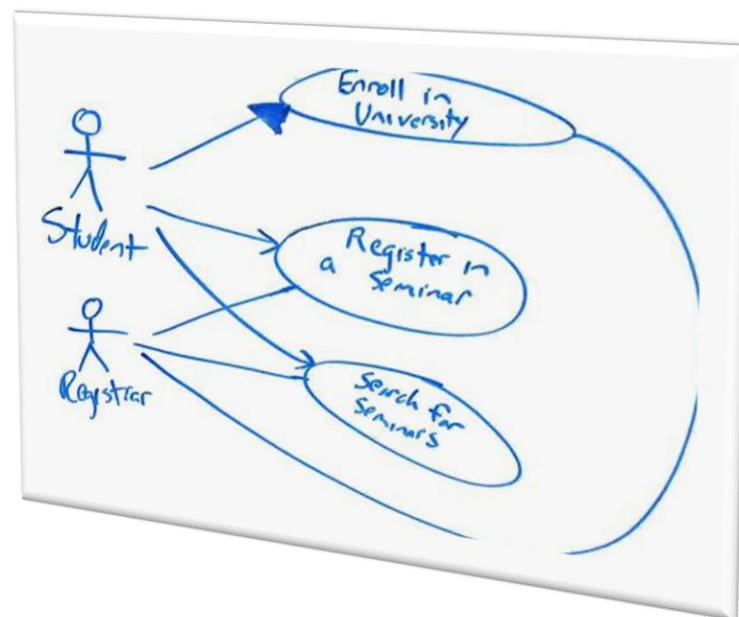 Enroll in
University
Student
Register in
a Seminar
Registrar
Search for
Seminars